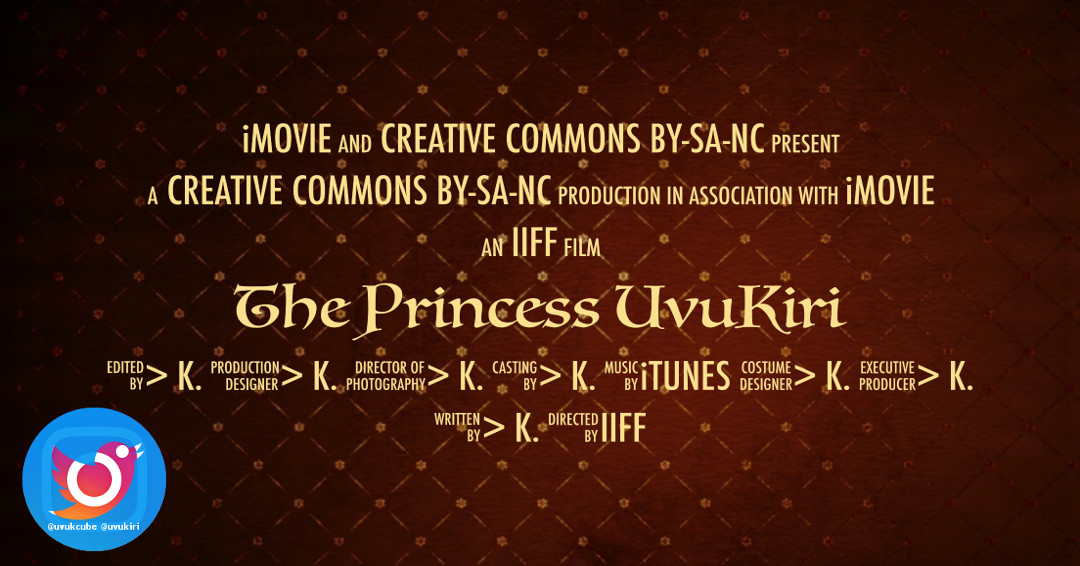 iMOVIE AND CREATIVE COMMONS BY-SA-NC PRESENT
A CREATIVE COMMONS BY-SA-NC PRODUCTION IN ASSOCIATION WITH iMOVIE
AN IIFF FILM
The Princess UvuKiri
EDITED BY > K. PRODUCTION DESIGNER > K. DIRECTOR OF PHOTOGRAPHY > K. CASTING BY > K. MUSIC BY iTUNES COSTUME DESIGNER > K. EXECUTIVE PRODUCER > K.
WRITTEN BY > K. DIRECTED BY IIFF
@uvukcube @uvukiri